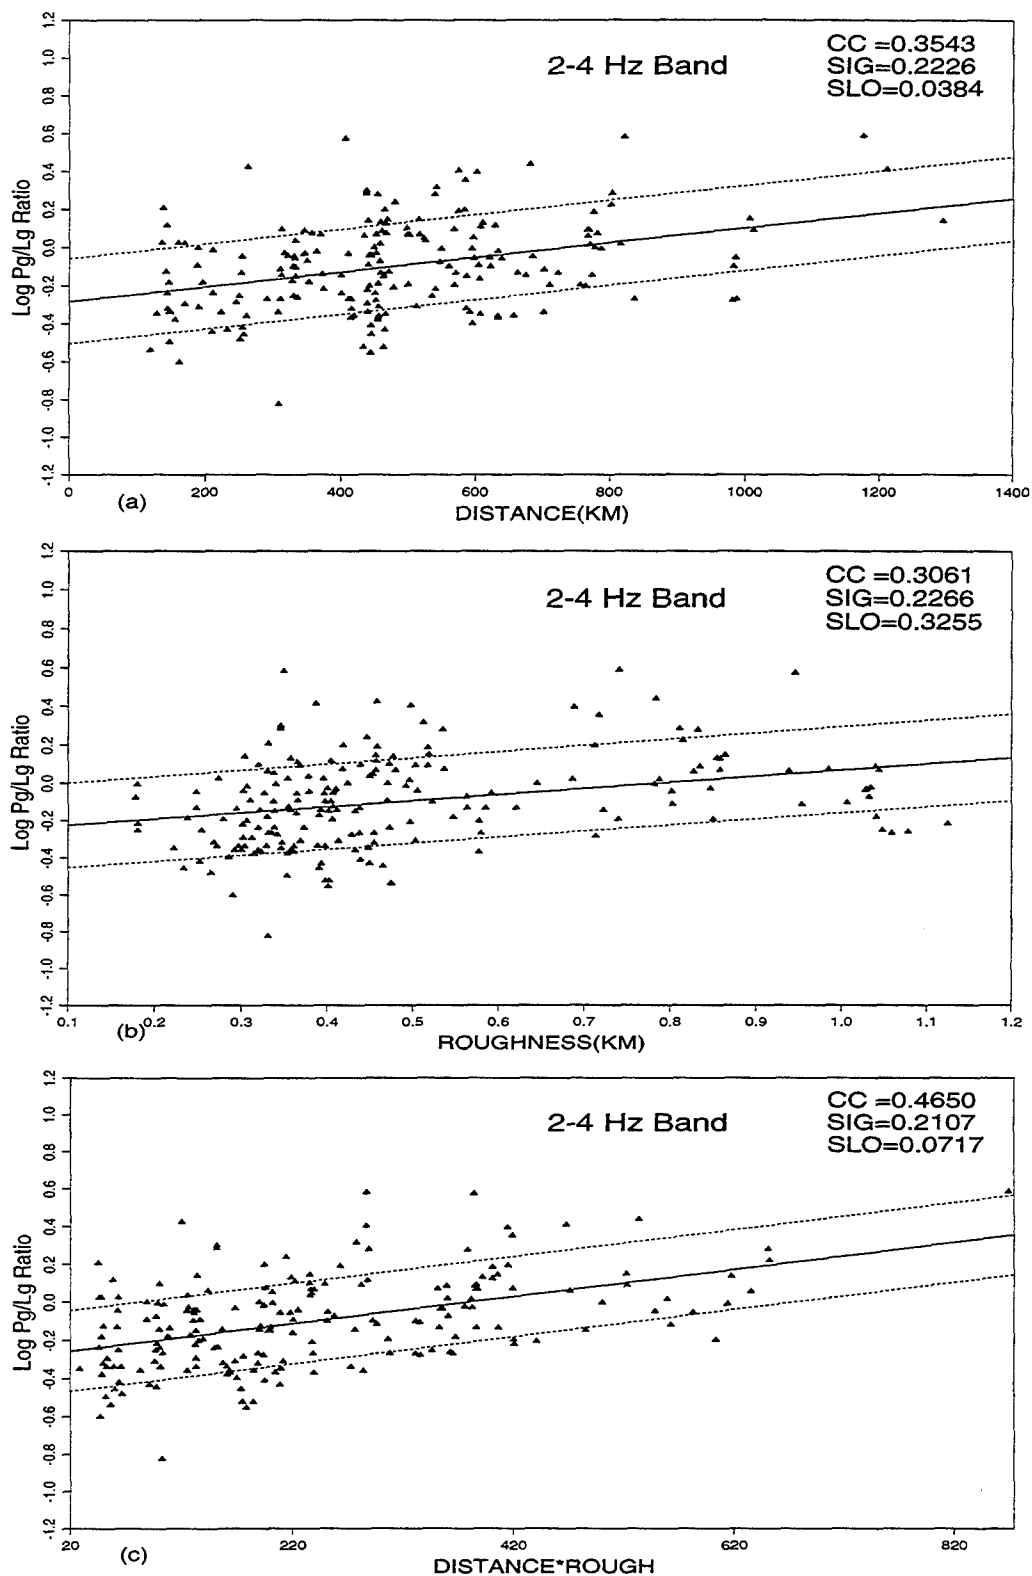 1.2
1.0
0.8
0.6
0.4
0.2
0.0
-0.2
-0.4
-0.6
-0.8
-1.0
-1.2
Log Pg/Lg Ratio
2-4 Hz Band
CC =0.3543
SIG=0.2226
SLO=0.0384
0 200 400 600 800 1000 1200 1400
(a)
DISTANCE(KM)
1.2
1.0
0.8
0.6
0.4
0.2
0.0
-0.2
-0.4
-0.6
-0.8
-1.0
-1.2
Log Pg/Lg Ratio
2-4 Hz Band
CC =0.3061
SIG=0.2266
SLO=0.3255
0.1 0.2 0.3 0.4 0.5 0.6 0.7 0.8 0.9 1.0 1.1 1.2
(b)
ROUGHNESS(KM)
1.2
1.0
0.8
0.6
0.4
0.2
0.0
-0.2
-0.4
-0.6
-0.8
-1.0
-1.2
Log Pg/Lg Ratio
2-4 Hz Band
CC =0.4650
SIG=0.2107
SLO=0.0717
20 220 420 620 820
(c)
DISTANCE*ROUGH